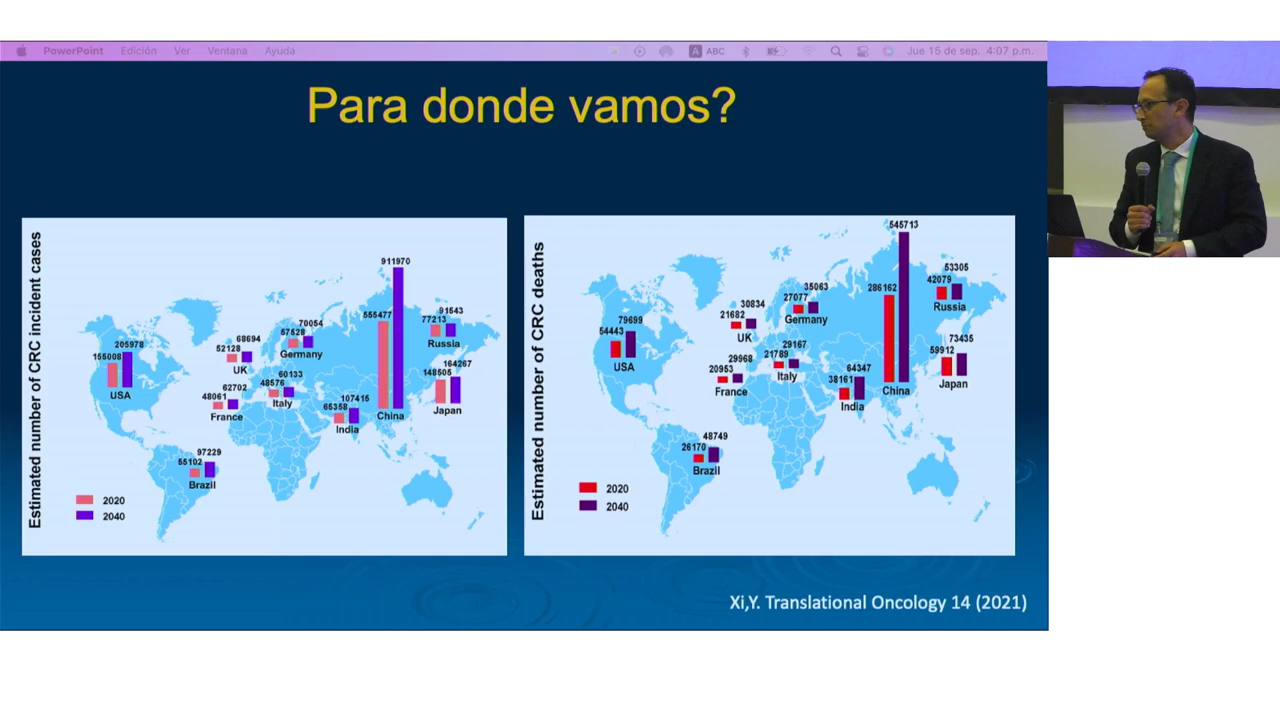 PowerPoint Edición Ver Ventana Ayuda ABC Jue 15 de sep. 4:07 p.m.
Para donde vamos?
Estimated number of CRC incident cases
911970
555477
91543
77213
Russia
70054
57528
Germany
68694
52128
UK
205978
155008
USA
164267
148505
Japan
60133
48576
Italy
62702
48061
France
107415
65358
India
China
97229
55102
Brazil
2020
2040
Estimated number of CRC deaths
545713
286162
53305
42079
Russia
35063
27077
Germany
30834
21682
UK
79699
54443
USA
73435
59912
Japan
29167
21789
Italy
29968
20953
France
64347
38161
India
China
48749
26170
Brazil
2020
2040
Xi,Y. Translational Oncology 14 (2021)